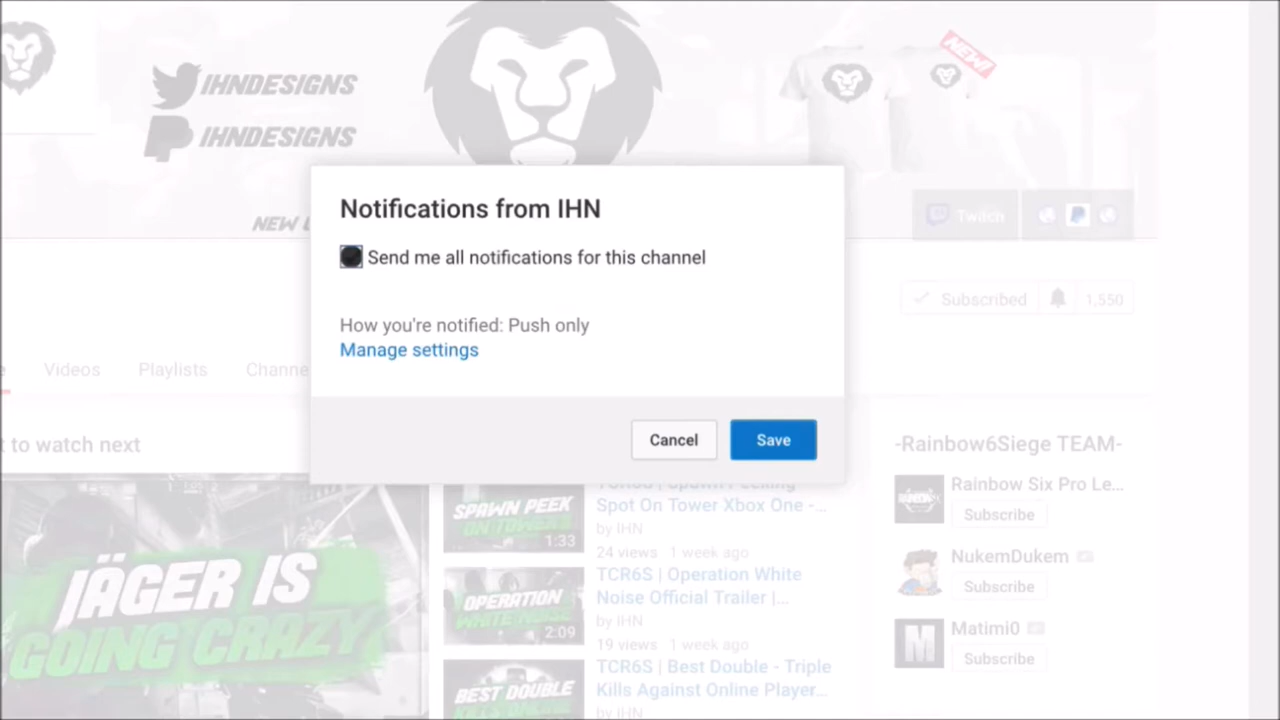 IHNDESIGNS
IHNDESIGNS
NEW!
NEW
Twitch
Notifications from IHN
Send me all notifications for this channel
How you're notified: Push only
Manage settings
Cancel
Save
Subscribed
1,550
Videos
Playlists
Channe
t to watch next
JÄGER IS
GOING CRAZY
SPAWN PEEK
ON TOWER
1:33
TCR6S | Spawn Peeking
Spot On Tower Xbox One -...
by IHN
24 views 1 week ago
OPERATION
WHITE NOISE
2:09
TCR6S | Operation White
Noise Official Trailer |...
by IHN
19 views 1 week ago
BEST DOUBLE
TCR6S | Best Double - Triple
Kills Against Online Player...
by IHN
-Rainbow6Siege TEAM-
Rainbow Six Pro Le...
Subscribe
NukemDukem
Subscribe
M
Matimi0
Subscribe